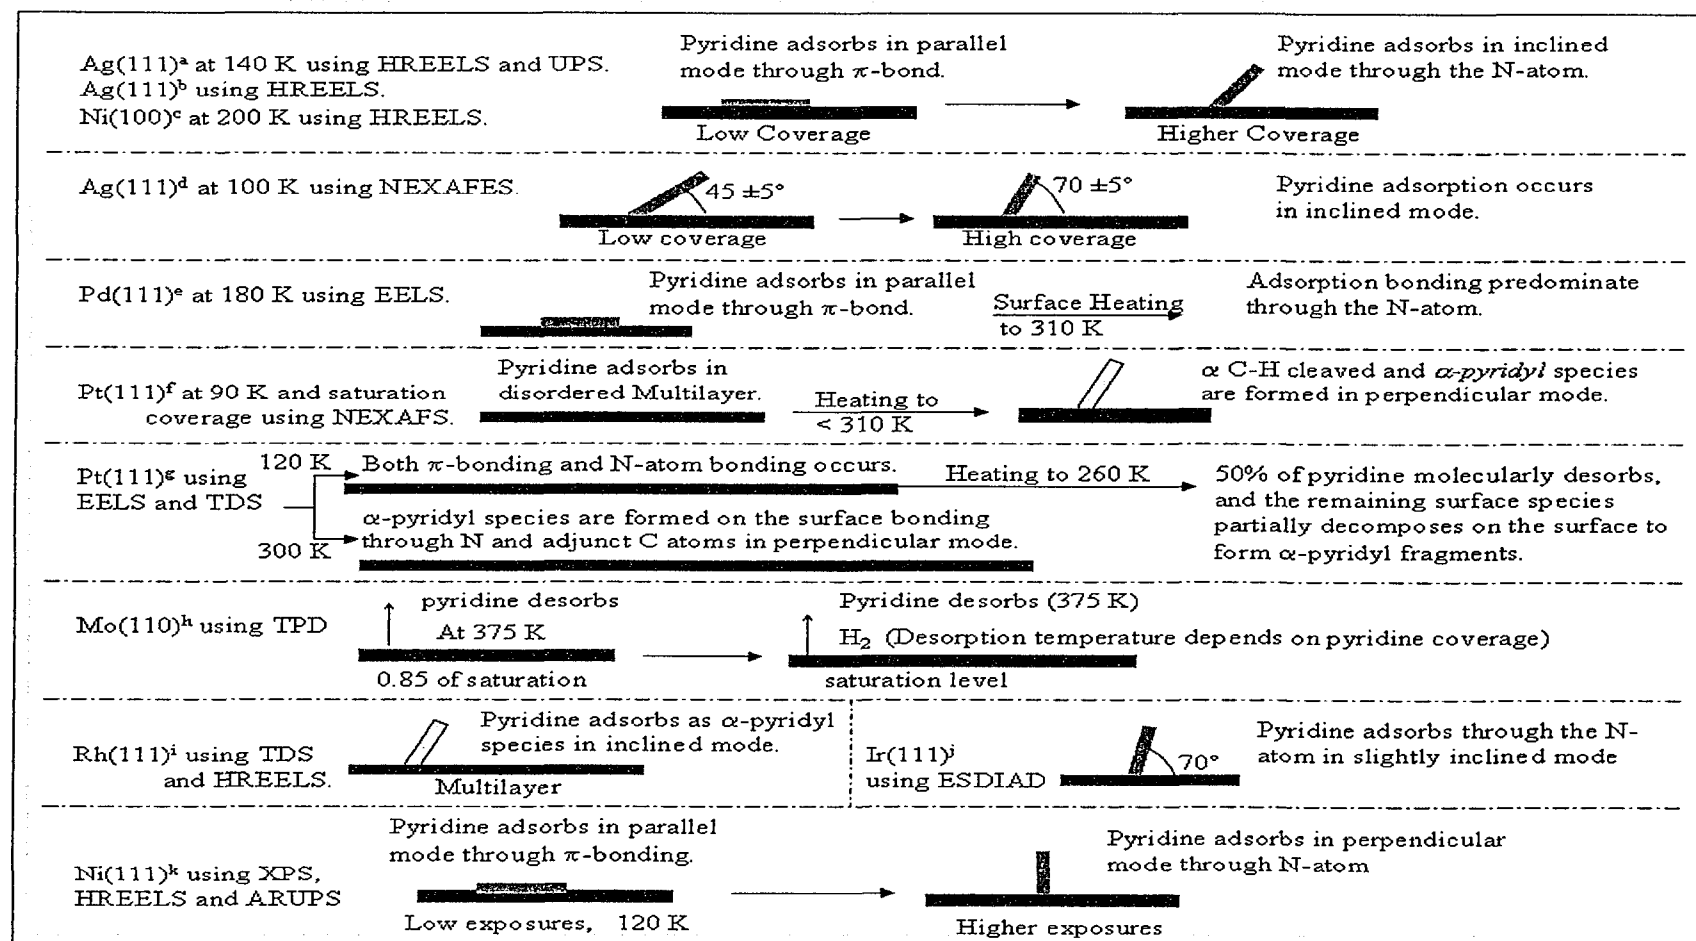 Ag(111)ᵃ at 140 K using HREELS and UPS.
Ag(111)ᵇ using HREELS.
Ni(100)ᶜ at 200 K using HREELS.
Pyridine adsorbs in parallel
mode through π-bond.
Low Coverage
Pyridine adsorbs in inclined
mode through the N-atom.
Higher Coverage
Ag(111)ᵈ at 100 K using NEXAFES.
45 ±5°
Low coverage
70 ±5°
High coverage
Pyridine adsorption occurs
in inclined mode.
Pd(111)ᵉ at 180 K using EELS.
Pyridine adsorbs in parallel
mode through π-bond.
Surface Heating
to 310 K
Adsorption bonding predominate
through the N-atom.
Pt(111)ᶠ at 90 K and saturation
coverage using NEXAFS.
Pyridine adsorbs in
disordered Multilayer.
Heating to
< 310 K
α C-H cleaved and α-pyridyl species
are formed in perpendicular mode.
Pt(111)ᵍ using
EELS and TDS
120 K
Both π-bonding and N-atom bonding occurs.
Heating to 260 K
50% of pyridine molecularly desorbs,
and the remaining surface species
partially decomposes on the surface to
form α-pyridyl fragments.
300 K
α-pyridyl species are formed on the surface bonding
through N and adjunct C atoms in perpendicular mode.
Mo(110)ʰ using TPD
pyridine desorbs
At 375 K
0.85 of saturation
Pyridine desorbs (375 K)
H₂ (Desorption temperature depends on pyridine coverage)
saturation level
Rh(111)ⁱ using TDS
and HREELS.
Pyridine adsorbs as α-pyridyl
species in inclined mode.
Multilayer
Ir(111)ʲ
using ESDIAD
70°
Pyridine adsorbs through the N-
atom in slightly inclined mode
Ni(111)ᵏ using XPS,
HREELS and ARUPS
Pyridine adsorbs in parallel
mode through π-bonding.
Low exposures, 120 K
Pyridine adsorbs in perpendicular
mode through N-atom
Higher exposures